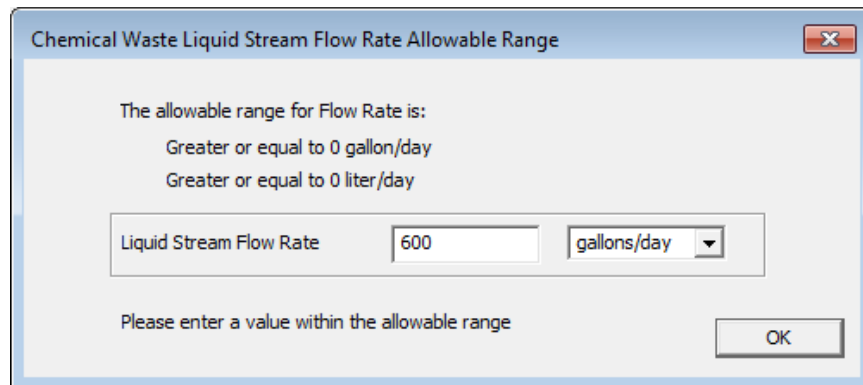 Chemical Waste Liquid Stream Flow Rate Allowable Range
The allowable range for Flow Rate is:
Greater or equal to 0 gallon/day
Greater or equal to 0 liter/day
Liquid Stream Flow Rate 600 gallons/day
Please enter a value within the allowable range
OK